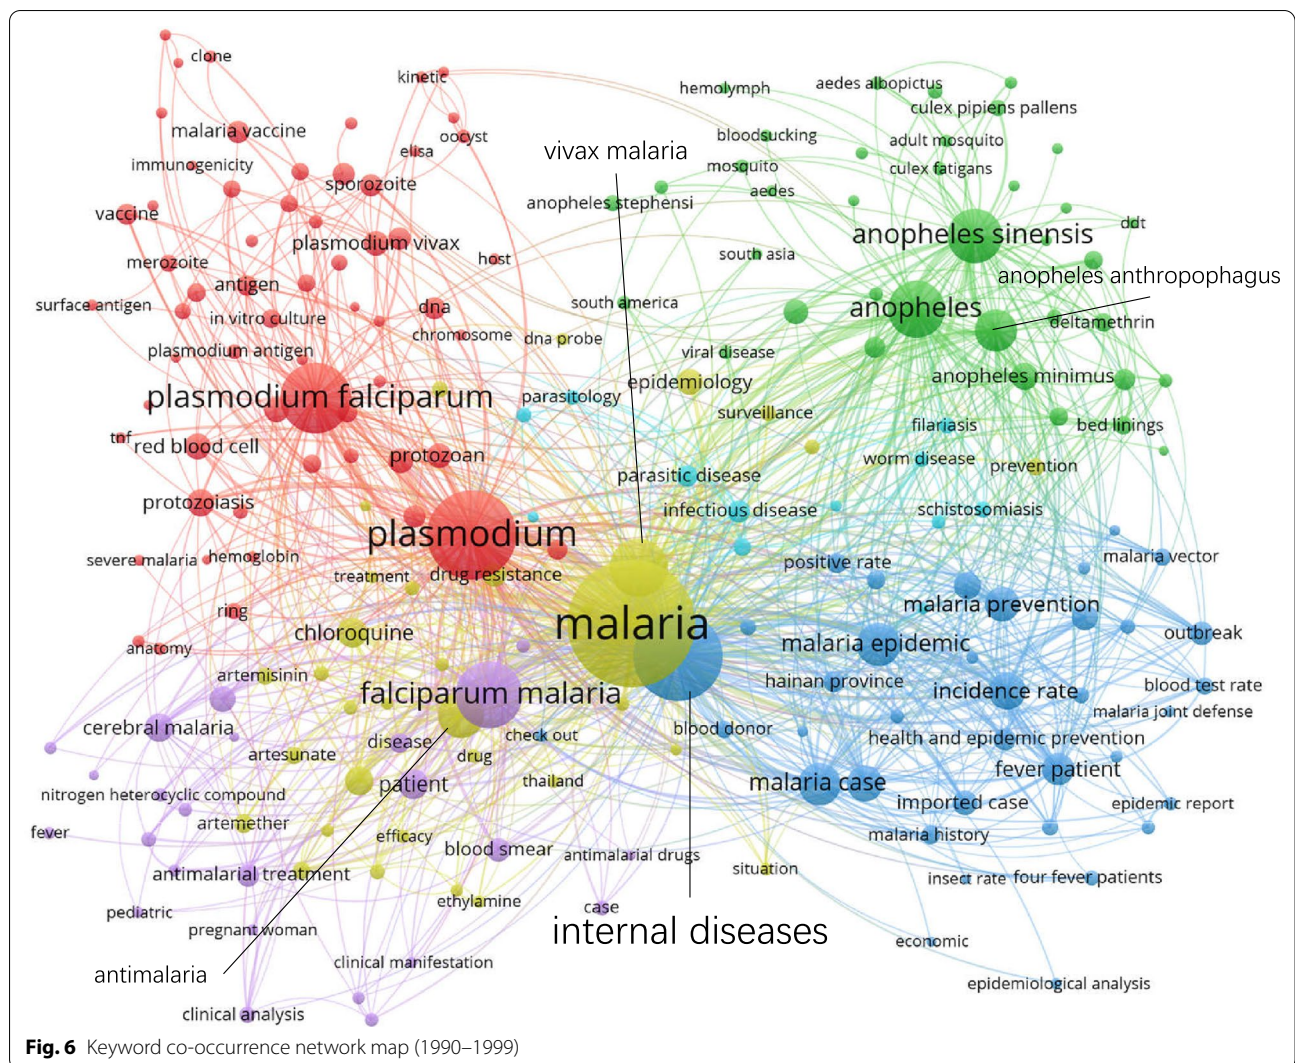 clone
kinetic
hemolymph
aedes albopictus
culex pipiens pallens
malaria vaccine
oocyst
bloodsucking
adult mosquito
elisa
vivax malaria
immunogenicity
mosquito
culex fatigans
sporozoite
aedes
anopheles stephensi
vaccine
ddt
plasmodium vivax
anopheles sinensis
host
south asia
merozoite
anopheles anthropophagus
antigen
surface antigen
dna
south america
anopheles
in vitro culture
deltamethrin
chromosome
dna probe
plasmodium antigen
viral disease
epidemiology
anopheles minimus
plasmodium falciparum
parasitology
surveillance
filariasis
bed linings
tnf
red blood cell
protozoan
worm disease
prevention
parasitic disease
protozoiasis
infectious disease
schistosomiasis
plasmodium
severe malaria
hemoglobin
positive rate
malaria vector
treatment
drug resistance
malaria prevention
ring
malaria
chloroquine
outbreak
anatomy
malaria epidemic
artemisinin
hainan province
blood test rate
falciparum malaria
incidence rate
malaria joint defense
cerebral malaria
blood donor
disease
check out
health and epidemic prevention
artesunate
drug
fever patient
patient
thailand
malaria case
nitrogen heterocyclic compound
imported case
epidemic report
artemether
fever
efficacy
malaria history
blood smear
antimalarial drugs
situation
antimalarial treatment
insect rate
four fever patients
ethylamine
case
pediatric
pregnant woman
internal diseases
economic
clinical manifestation
antimalaria
epidemiological analysis
clinical analysis
Fig. 6 Keyword co-occurrence network map (1990–1999)